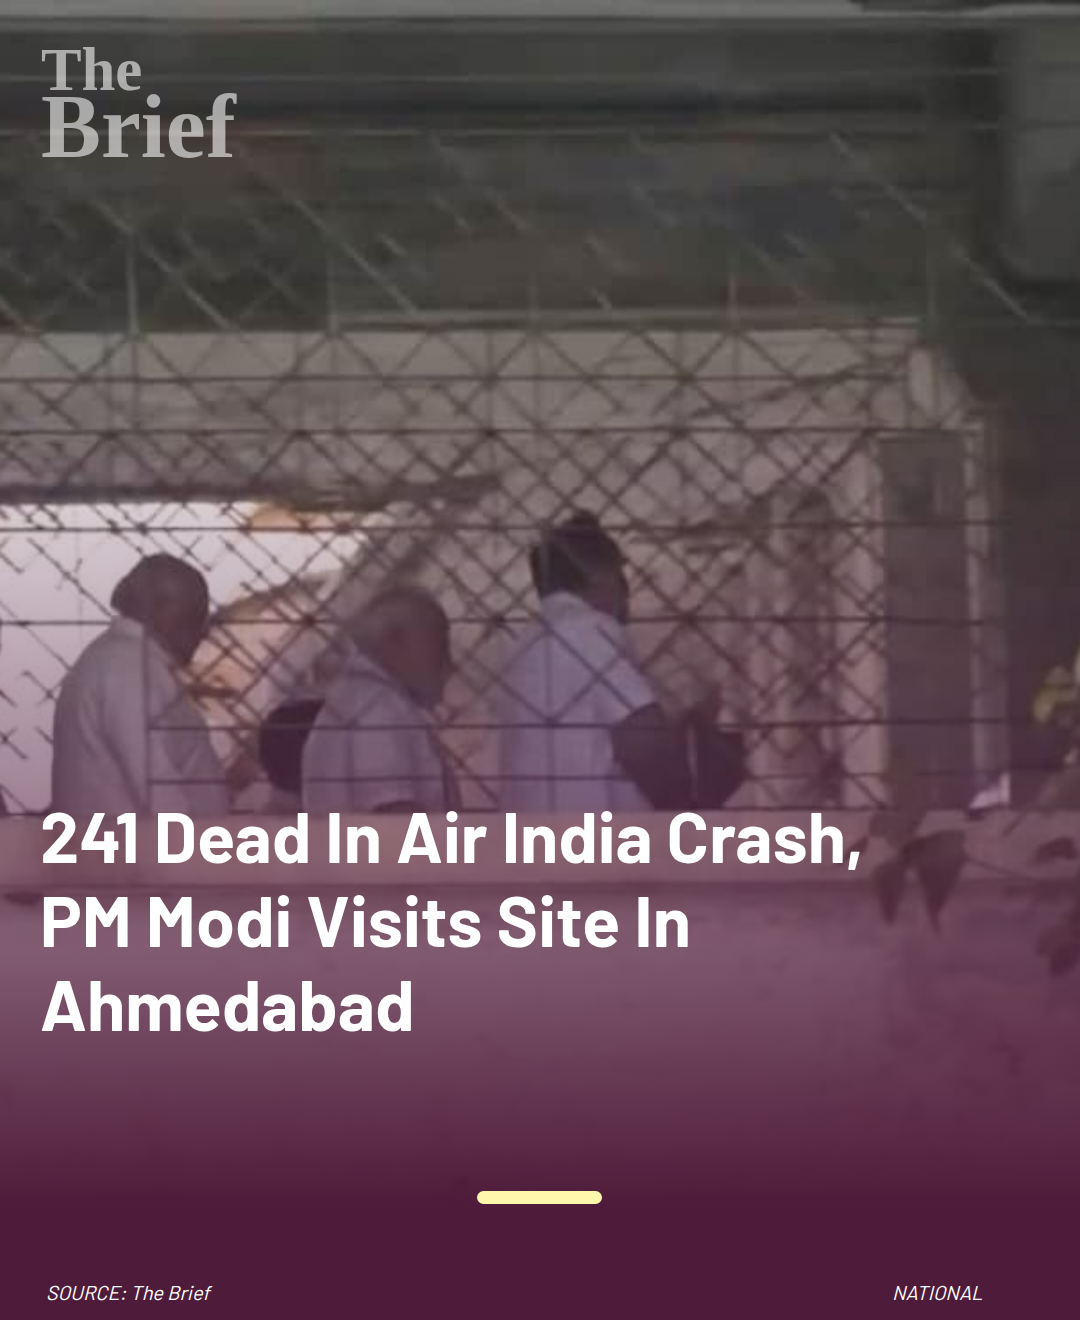 The
Brief
241 Dead In Air India Crash,
PM Modi Visits Site In
Ahmedabad
SOURCE: The Brief
NATIONAL